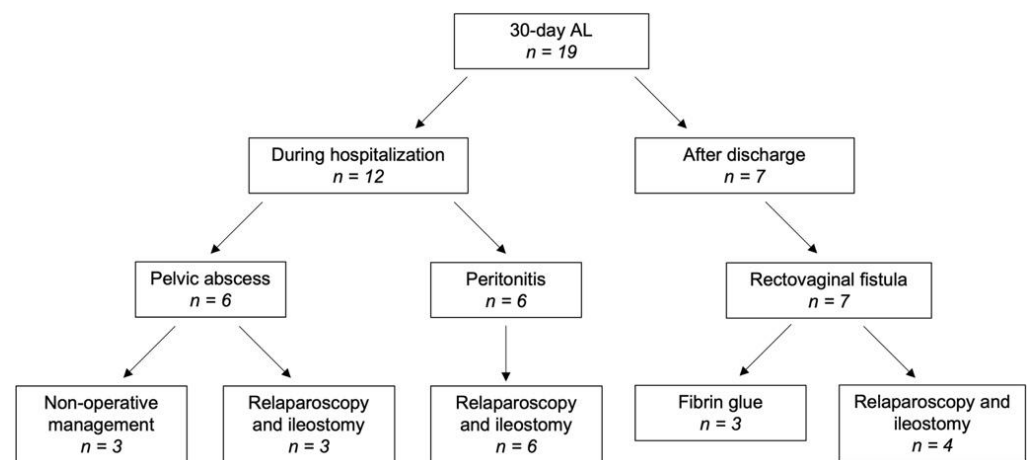 30-day AL
n = 19
During hospitalization
n = 12
After discharge
n = 7
Pelvic abscess
n = 6
Peritonitis
n = 6
Rectovaginal fistula
n = 7
Non-operative
management
n = 3
Relaparoscopy
and ileostomy
n = 3
Relaparoscopy
and ileostomy
n = 6
Fibrin glue
n = 3
Relaparoscopy and
ileostomy
n = 4